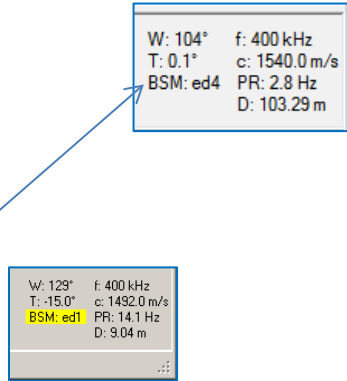 W: 104° f: 400 kHz
T: 0.1° c: 1540.0 m/s
BSM: ed4 PR: 2.8 Hz
D: 103.29 m
W: 129° f: 400 kHz
T: -15.0° c: 1492.0 m/s
BSM: ed1 PR: 14.1 Hz
D: 9.04 m